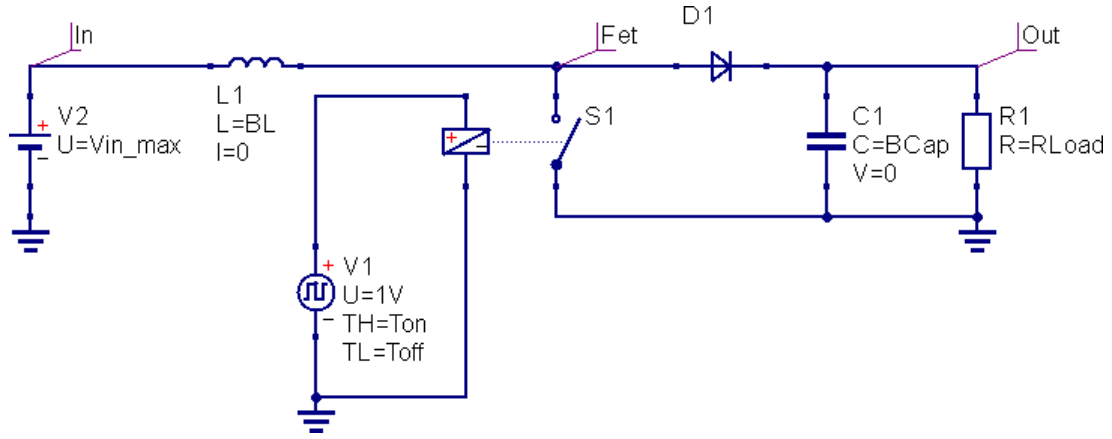 In
Fet
D1
Out
V2
U=Vin_max
L1
L=BL
I=0
S1
C1
C=BCap
V=0
R1
R=RLoad
V1
U=1V
TH=Ton
TL=Toff